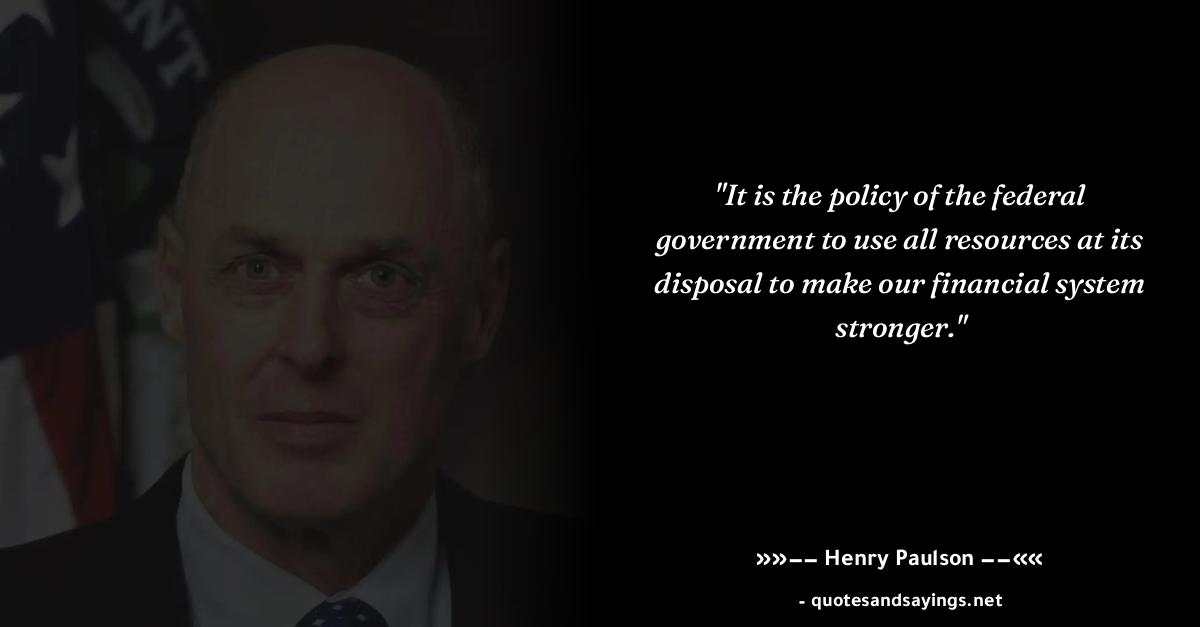 ENT
"It is the policy of the federal
government to use all resources at its
disposal to make our financial system
stronger."
»»–– Henry Paulson ––««
- quotesandsayings.net